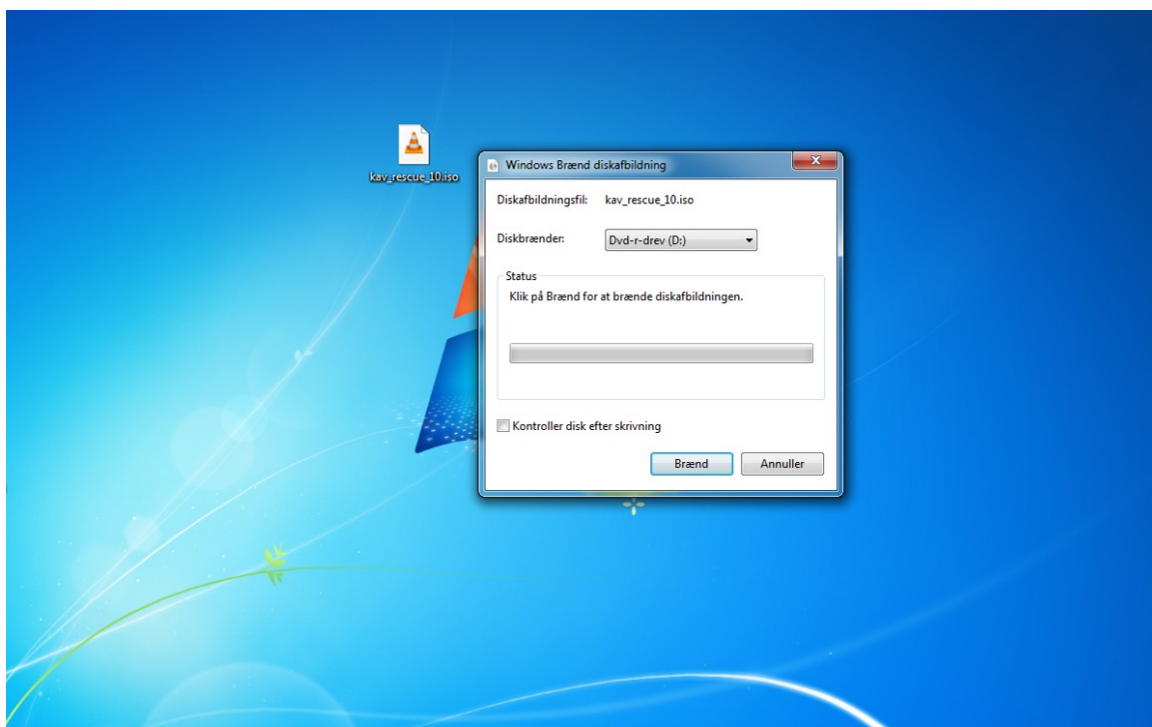 kav_rescue_10.iso
Windows Brænd diskafbildning
Diskafbildningsfil: kav_rescue_10.iso
Diskbrænder: Dvd-r-drev (D:)
Status
Klik på Brænd for at brænde diskafbildningen.
Kontroller disk efter skrivning
Brænd Annuller